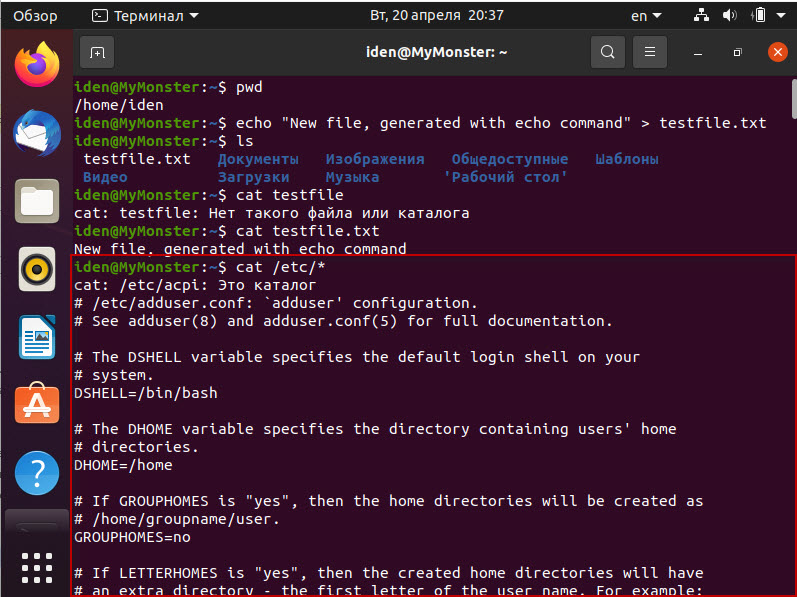 Обзор Терминал Вт, 20 апреля 20:37 en
iden@MyMonster: ~
iden@MyMonster:~$ pwd
/home/iden
iden@MyMonster:~$ echo "New file, generated with echo command" > testfile.txt
iden@MyMonster:~$ ls
testfile.txt Документы Изображения Общедоступные Шаблоны
Видео Загрузки Музыка 'Рабочий стол'
iden@MyMonster:~$ cat testfile
cat: testfile: Нет такого файла или каталога
iden@MyMonster:~$ cat testfile.txt
New file, generated with echo command
iden@MyMonster:~$ cat /etc/*
cat: /etc/acpi: Это каталог
# /etc/adduser.conf: `adduser' configuration.
# See adduser(8) and adduser.conf(5) for full documentation.
# The DSHELL variable specifies the default login shell on your
# system.
DSHELL=/bin/bash
# The DHOME variable specifies the directory containing users' home
# directories.
DHOME=/home
# If GROUPHOMES is "yes", then the home directories will be created as
# /home/groupname/user.
GROUPHOMES=no
# If LETTERHOMES is "yes", then the created home directories will have
# an extra directory - the first letter of the user name. For example: